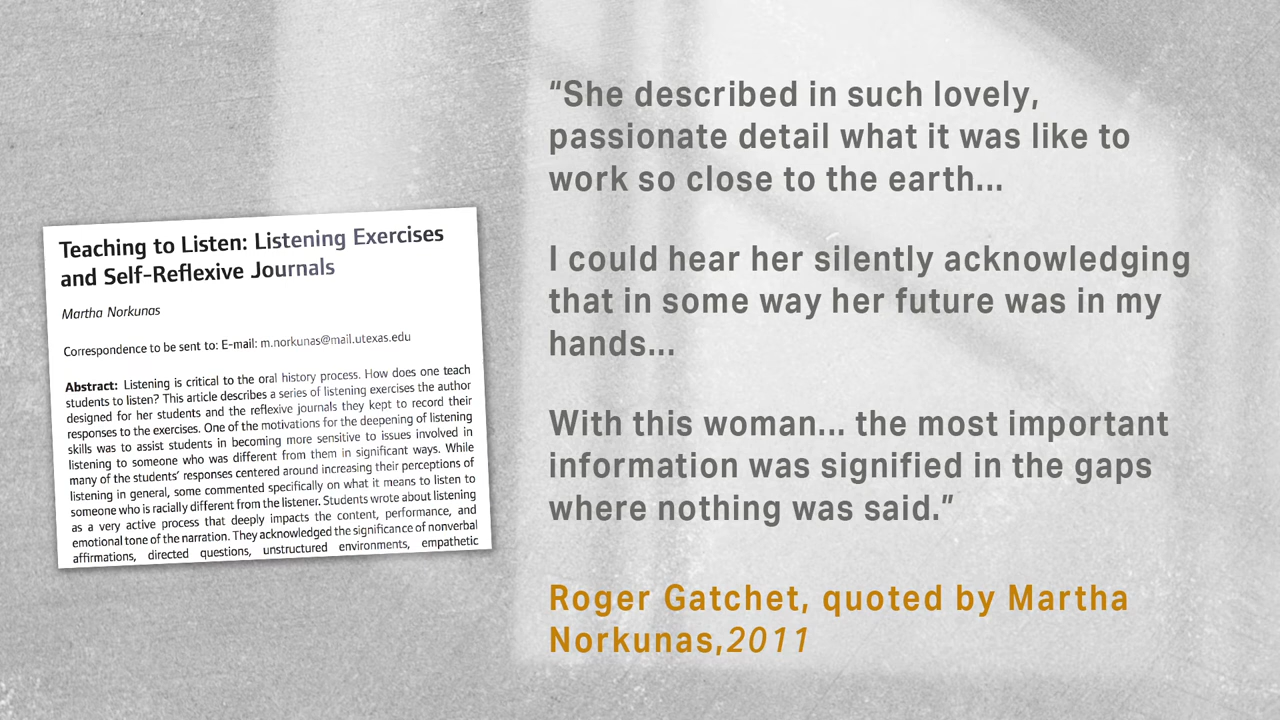 Teaching to Listen: Listening Exercises
and Self-Reflexive Journals
Martha Norkunas
Correspondence to be sent to: E-mail: m.norkunas@mail.utexas.edu
Abstract: Listening is critical to the oral history process. How does one teach
students to listen? This article describes a series of listening exercises the author
designed for her students and the reflexive journals they kept to record their
responses to the exercises. One of the motivations for the deepening of listening
skills was to assist students in becoming more sensitive to issues involved in
listening to someone who was different from them in significant ways. While
many of the students’ responses centered around increasing their perceptions of
listening in general, some commented specifically on what it means to listen to
someone who is racially different from the listener. Students wrote about listening
as a very active process that deeply impacts the content, performance, and
emotional tone of the narration. They acknowledged the significance of nonverbal
affirmations, directed questions, unstructured environments, empathetic
“She described in such lovely,
passionate detail what it was like to
work so close to the earth...
I could hear her silently acknowledging
that in some way her future was in my
hands...
With this woman... the most important
information was signified in the gaps
where nothing was said.”
Roger Gatchet, quoted by Martha
Norkunas,2011